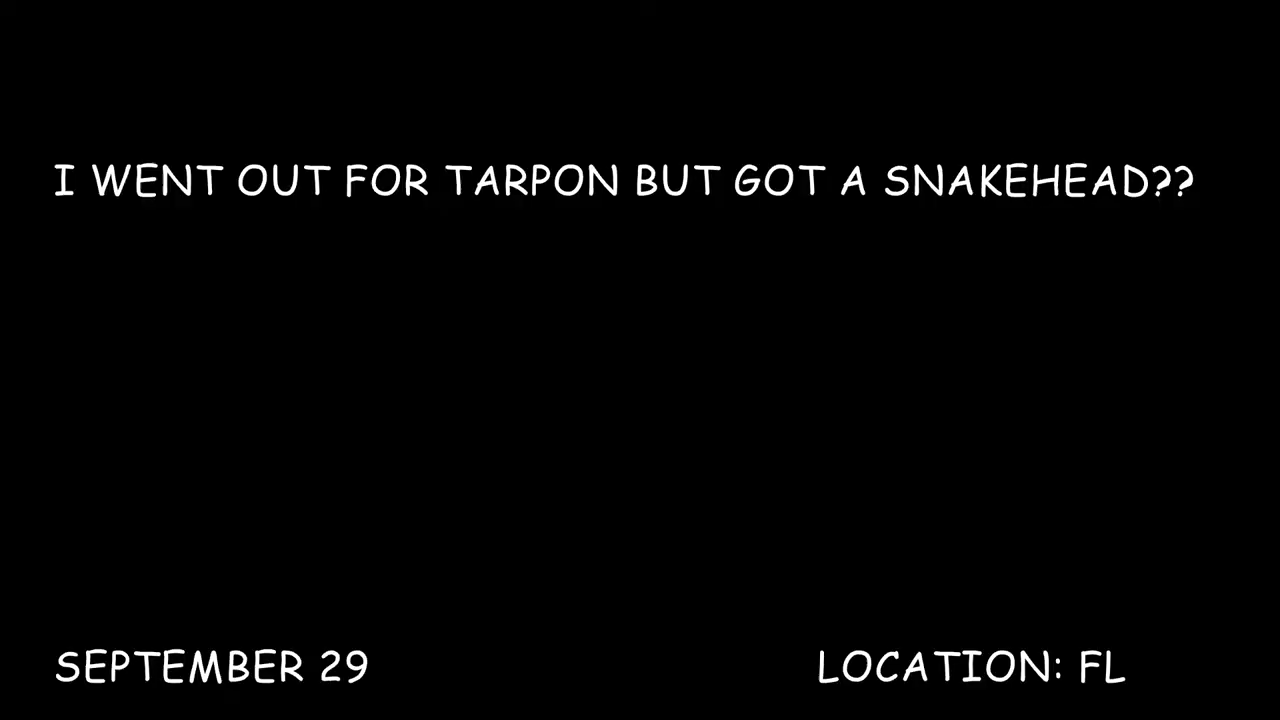 I WENT OUT FOR TARPON BUT GOT A SNAKEHEAD??
SEPTEMBER 29
LOCATION: FL